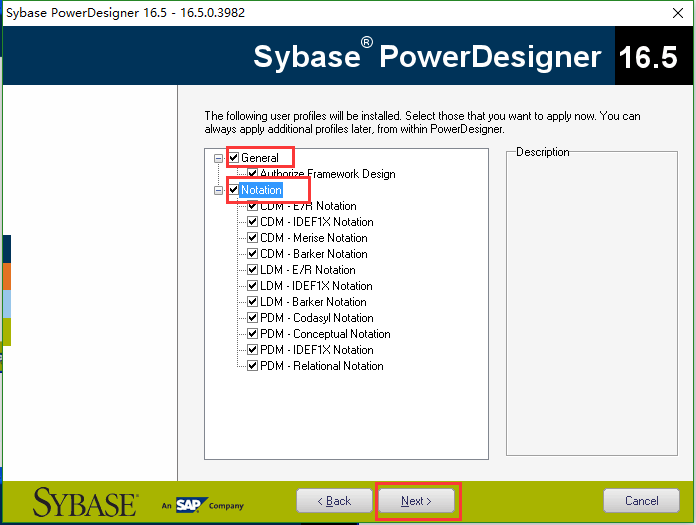 Sybase PowerDesigner 16.5 - 16.5.0.3982
Sybase® PowerDesigner 16.5
The following user profiles will be installed. Select those that you want to apply now. You can
always apply additional profiles later, from within PowerDesigner.
General
Authorize Framework Design
Notation
CDM - E/R Notation
CDM - IDEF1X Notation
CDM - Merise Notation
CDM - Barker Notation
LDM - E/R Notation
LDM - IDEF1X Notation
LDM - Barker Notation
PDM - Codasyl Notation
PDM - Conceptual Notation
PDM - IDEF1X Notation
PDM - Relational Notation
Description
SYBASE® An SAP Company
< Back
Next >
Cancel